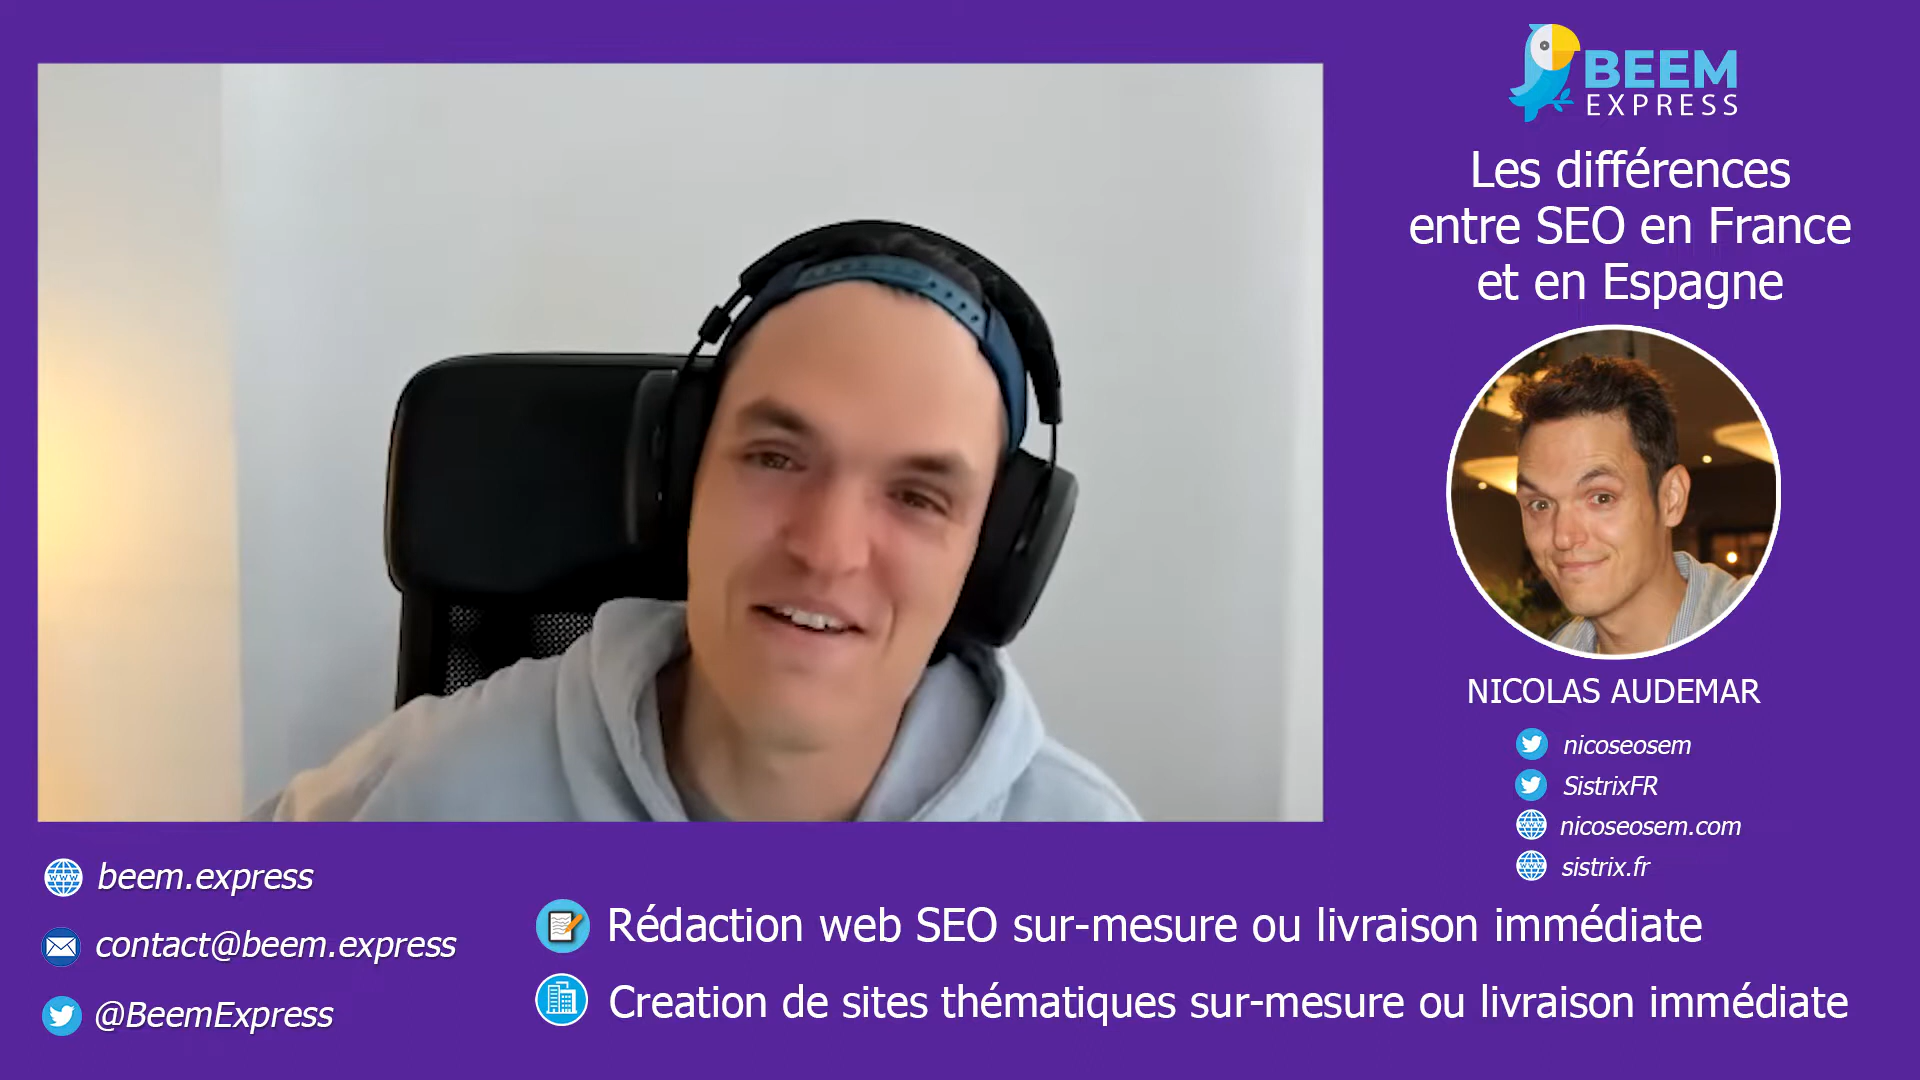 BEEM
EXPRESS
Les différences
entre SEO en France
et en Espagne
NICOLAS AUDEMAR
nicoseosem
SistrixFR
nicoseosem.com
sistrix.fr
beem.express
contact@beem.express
@BeemExpress
Rédaction web SEO sur-mesure ou livraison immédiate
Creation de sites thématiques sur-mesure ou livraison immédiate